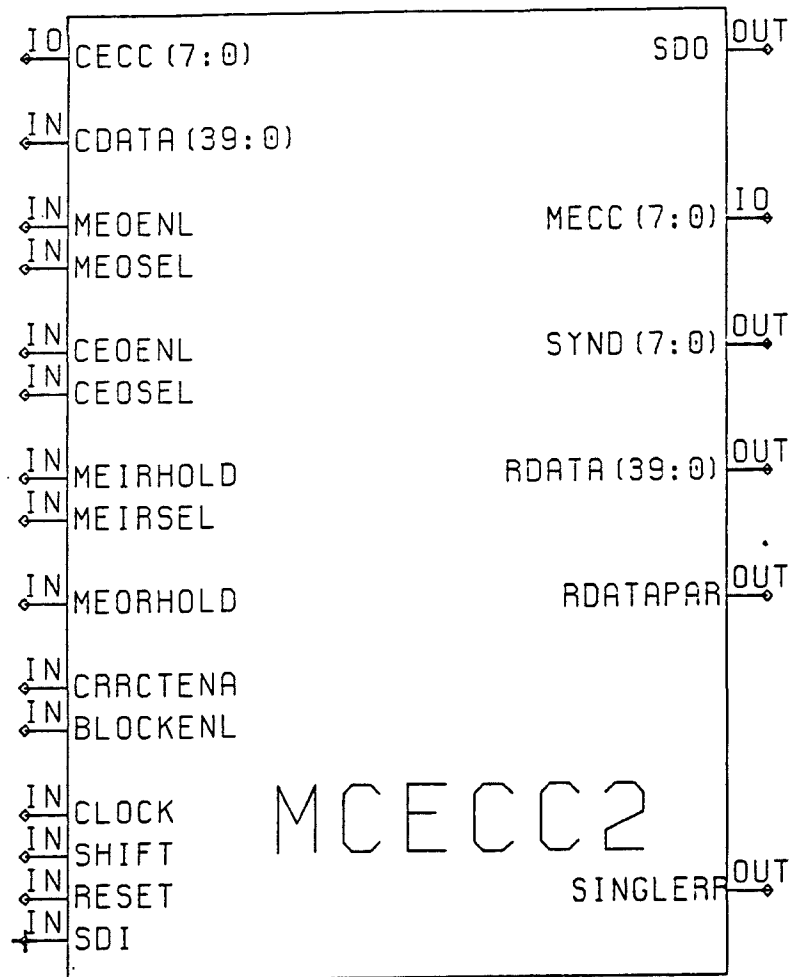 IO CECC(7:0) SDO OUT
IN CDATA(39:0)
IN MEOENL MECC(7:0) IO
IN MEOSEL
IN CEOENL SYND(7:0) OUT
IN CEOSEL
IN MEIRHOLD RDATA(39:0) OUT
IN MEIRSEL
IN MEORHOLD RDATAPAR OUT
IN CRRCTENA
IN BLOCKENL
IN CLOCK
MCECC2
IN SHIFT
IN RESET SINGLERR OUT
IN SDI